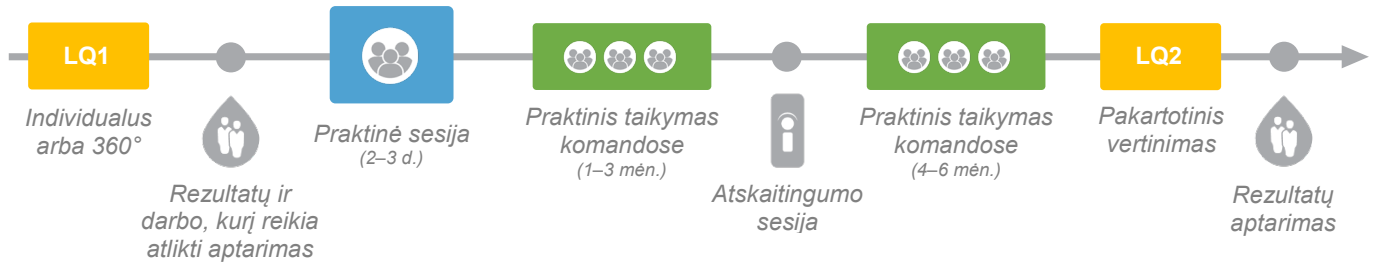 LQ1
Individualus
arba 360°
Rezultatų ir
darbo, kurį reikia
atlikti aptarimas
Praktinė sesija
(2–3 d.)
Praktinis taikymas
komandose
(1–3 mėn.)
Atskaitingumo
sesija
Praktinis taikymas
komandose
(4–6 mėn.)
LQ2
Pakartotinis
vertinimas
Rezultatų
aptarimas